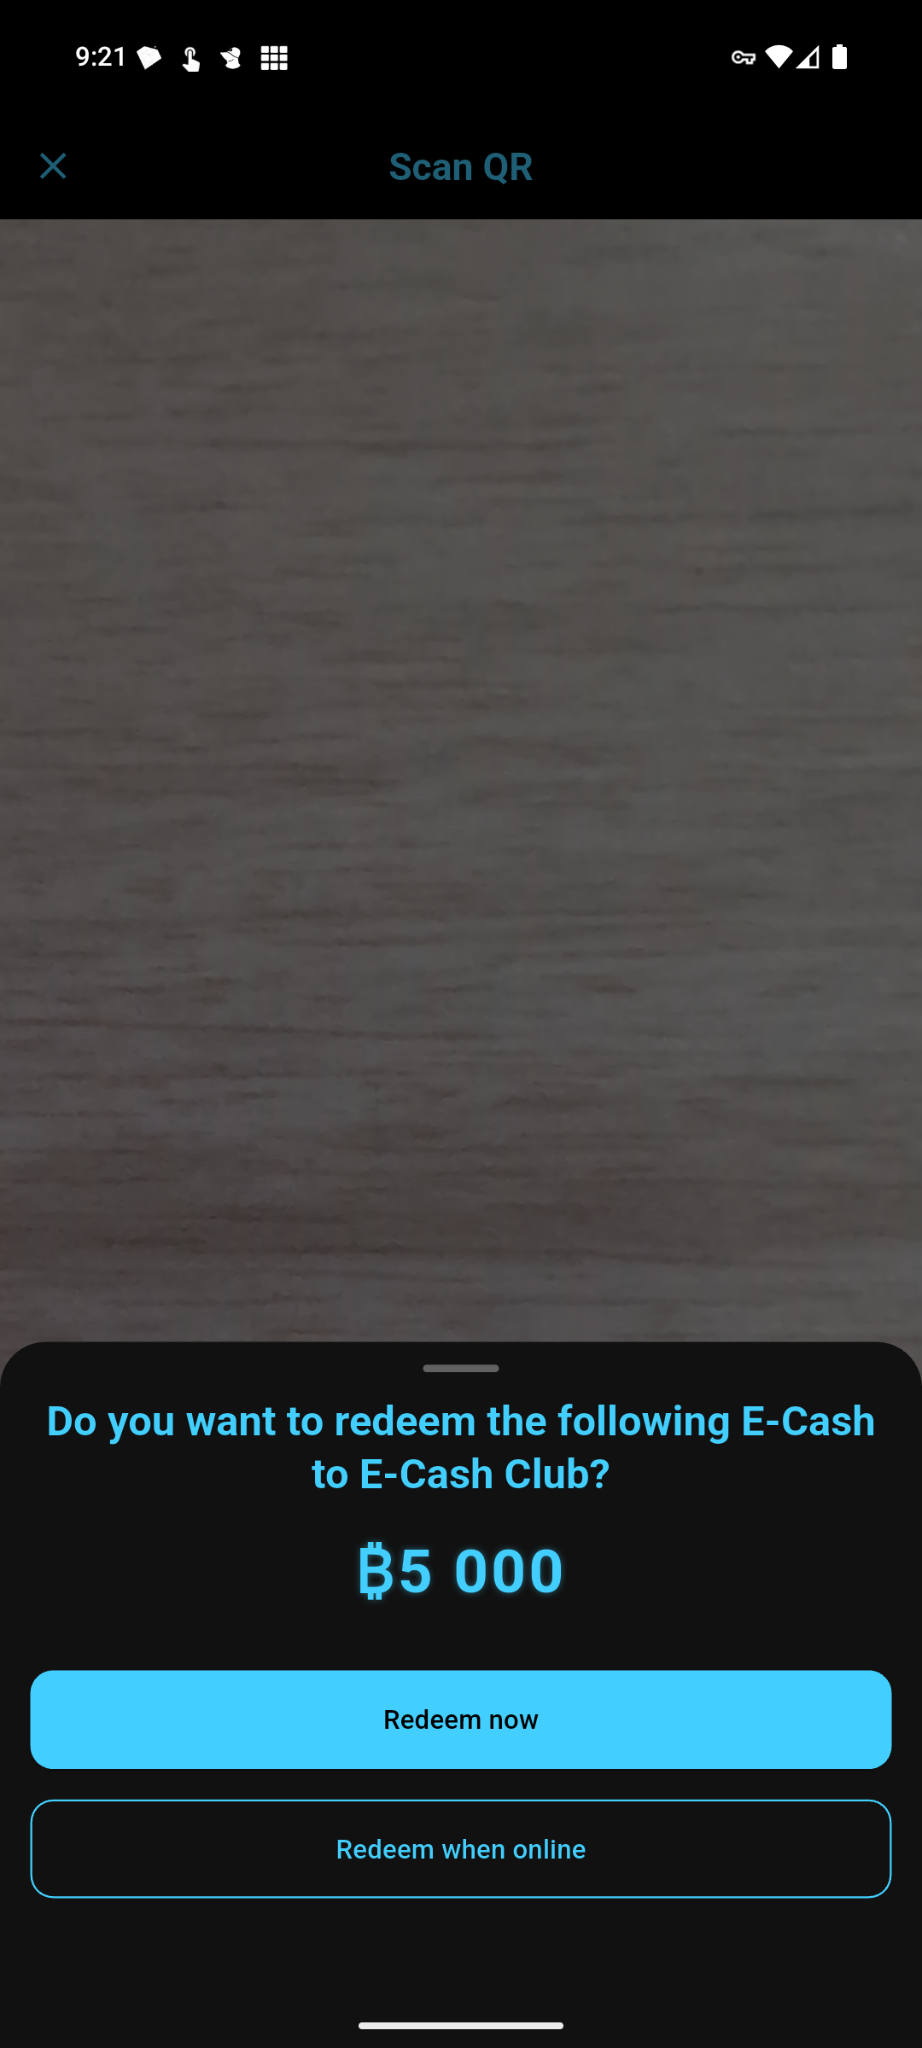 9:21
Scan QR
Do you want to redeem the following E-Cash
to E-Cash Club?
₿5 000
Redeem now
Redeem when online